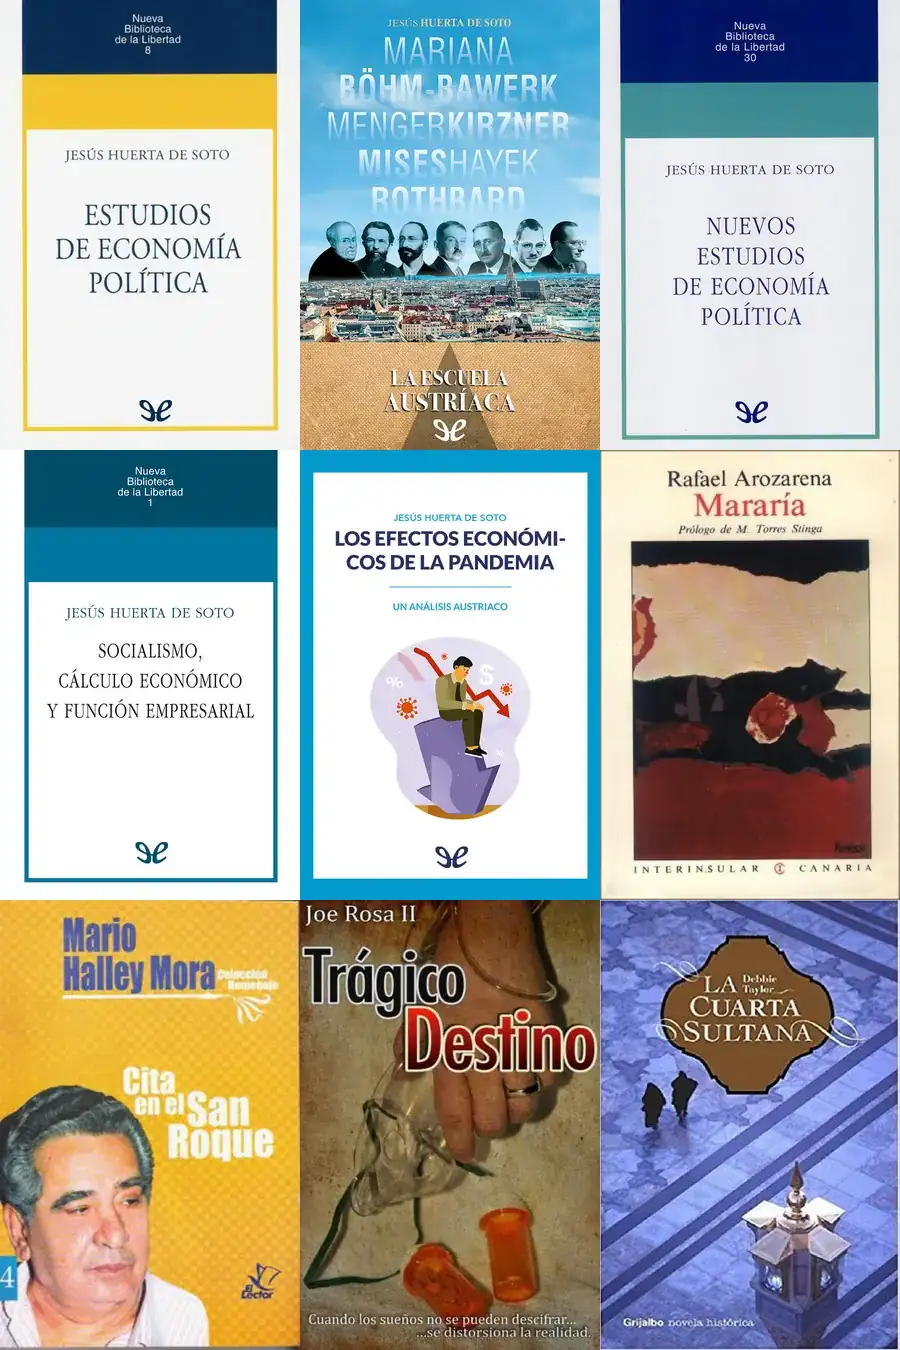 Nueva
Biblioteca
de la Libertad
8
JESÚS HUERTA DE SOTO
ESTUDIOS
DE ECONOMÍA
POLÍTICA
JESÚS HUERTA DE SOTO
MARIANA
BÖHM-BAWERK
MENGERKIRZNER
MISESHAYEK
ROTHBARD
LA ESCUELA
AUSTRÍACA
Nueva
Biblioteca
de la Libertad
30
JESÚS HUERTA DE SOTO
NUEVOS
ESTUDIOS
DE ECONOMÍA
POLÍTICA
Nueva
Biblioteca
de la Libertad
1
JESÚS HUERTA DE SOTO
SOCIALISMO,
CÁLCULO ECONÓMICO
Y FUNCIÓN EMPRESARIAL
JESÚS HUERTA DE SOTO
LOS EFECTOS ECONÓMI-
COS DE LA PANDEMIA
UN ANÁLISIS AUSTRIACO
%
$
%
Rafael Arozarena
Mararía
Prólogo de M. Torres Stinga
INTERINSULAR CANARIA
Mario
Halley Mora
Colección
Homenaje
Cita
en el San
Roque
4
El
Lector
Joe Rosa II
Trágico
Destino
Cuando los sueños no se pueden descifrar...
...se distorsiona la realidad.
Debbie
Taylor
LA
CUARTA
SULTANA
Grijalbo novela histórica